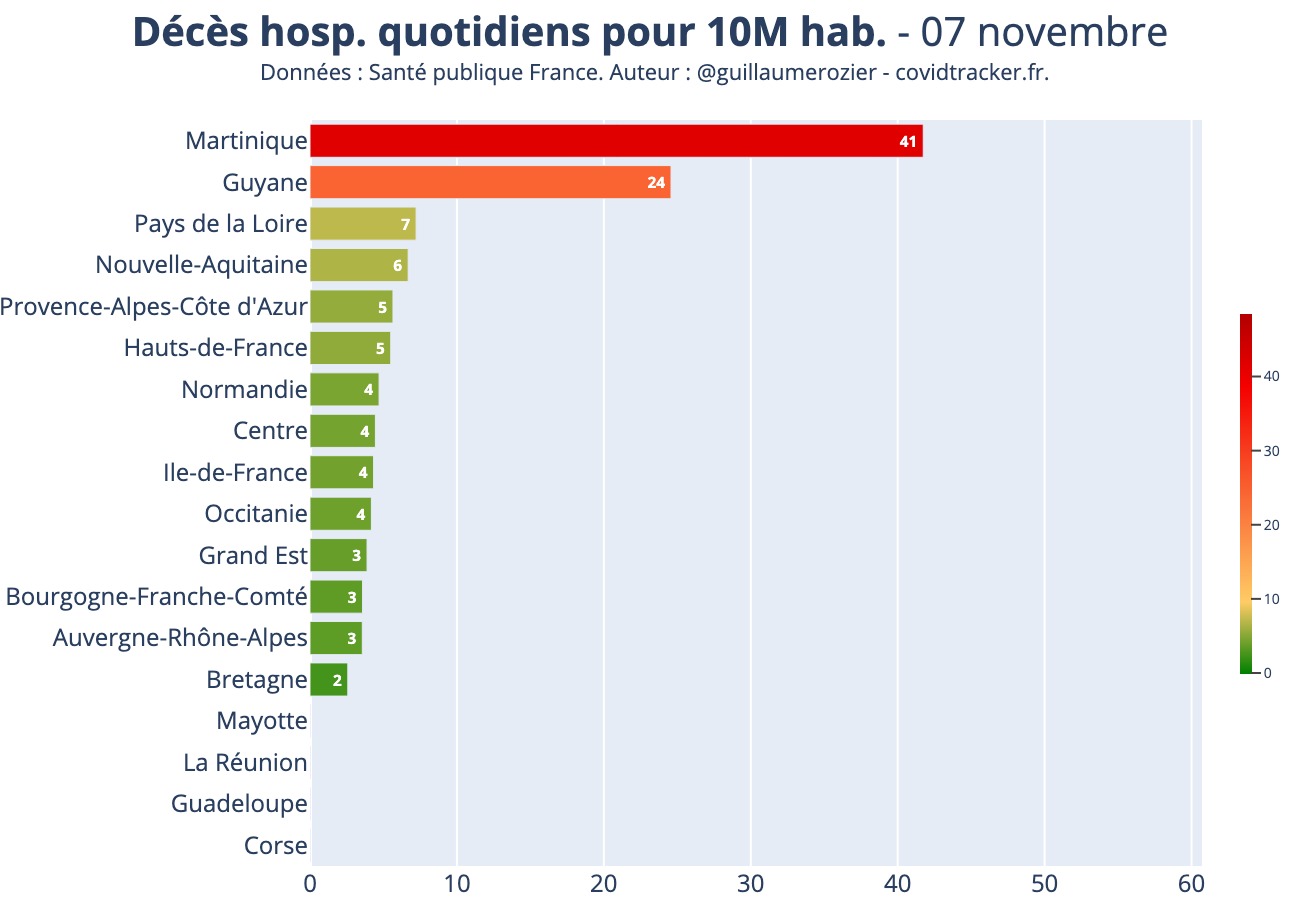 Décès hosp. quotidiens pour 10M hab. - 07 novembre
Données : Santé publique France. Auteur : @guillaumerozier - covidtracker.fr.
Martinique 41
Guyane 24
Pays de la Loire 7
Nouvelle-Aquitaine 6
Provence-Alpes-Côte d'Azur 5
Hauts-de-France 5
Normandie 4
Centre 4
Ile-de-France 4
Occitanie 4
Grand Est 3
Bourgogne-Franche-Comté 3
Auvergne-Rhône-Alpes 3
Bretagne 2
Mayotte
La Réunion
Guadeloupe
Corse
0 10 20 30 40 50 60
40
30
20
10
0